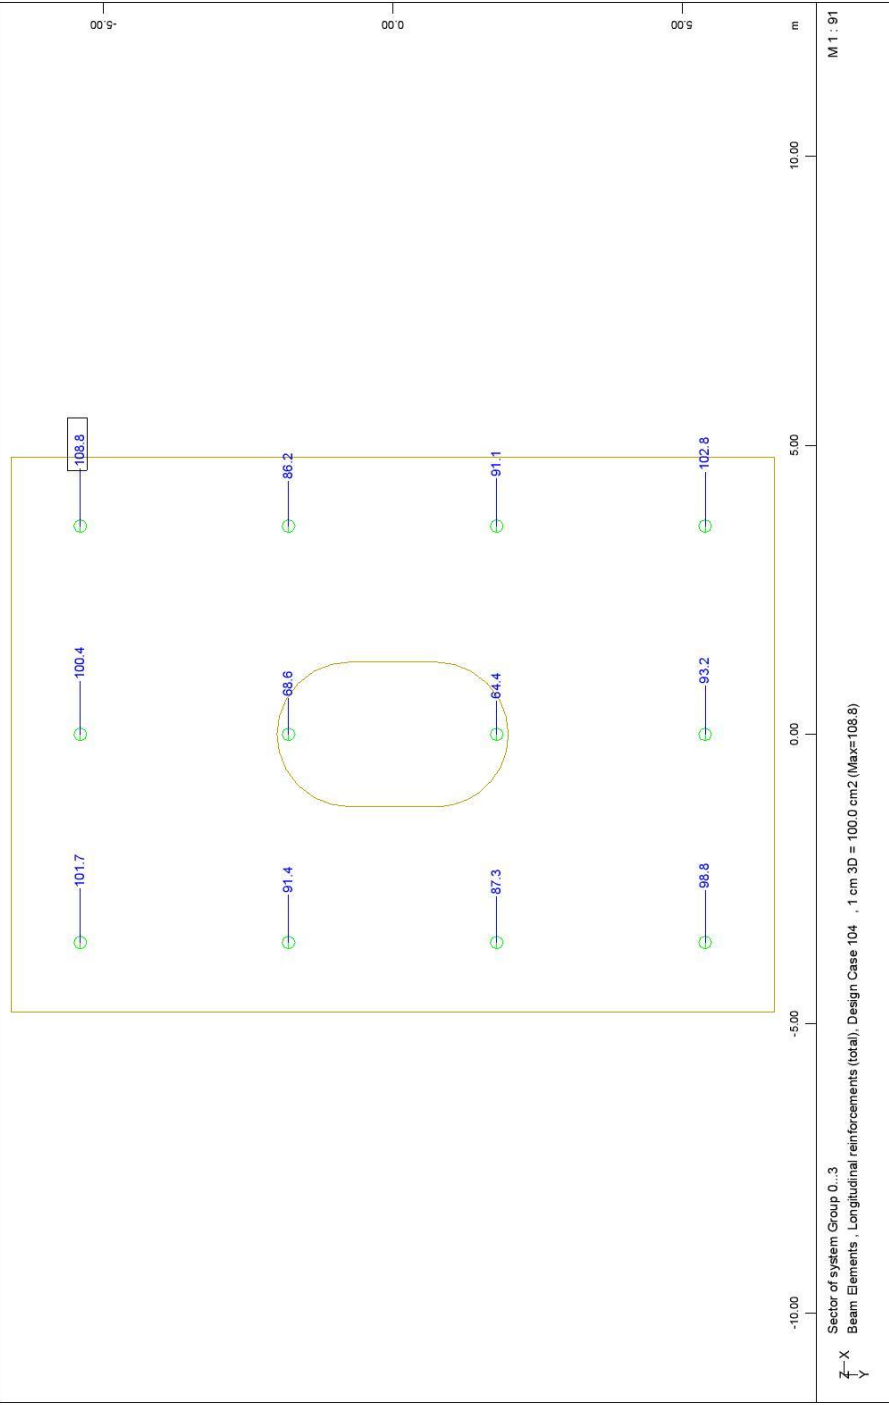 101.7 100.4 108.8
-5.00
91.4 68.6 86.2
0.00
87.3 64.4 91.1
98.8 93.2 102.8
5.00
-10.00 -5.00 0.00 5.00 10.00 m
Sector of system Group 0...3 M 1 : 91
Z X
Y
Beam Elements , Longitudinal reinforcements (total), Design Case 104 , 1 cm 3D = 100.0 cm2 (Max=108.8)